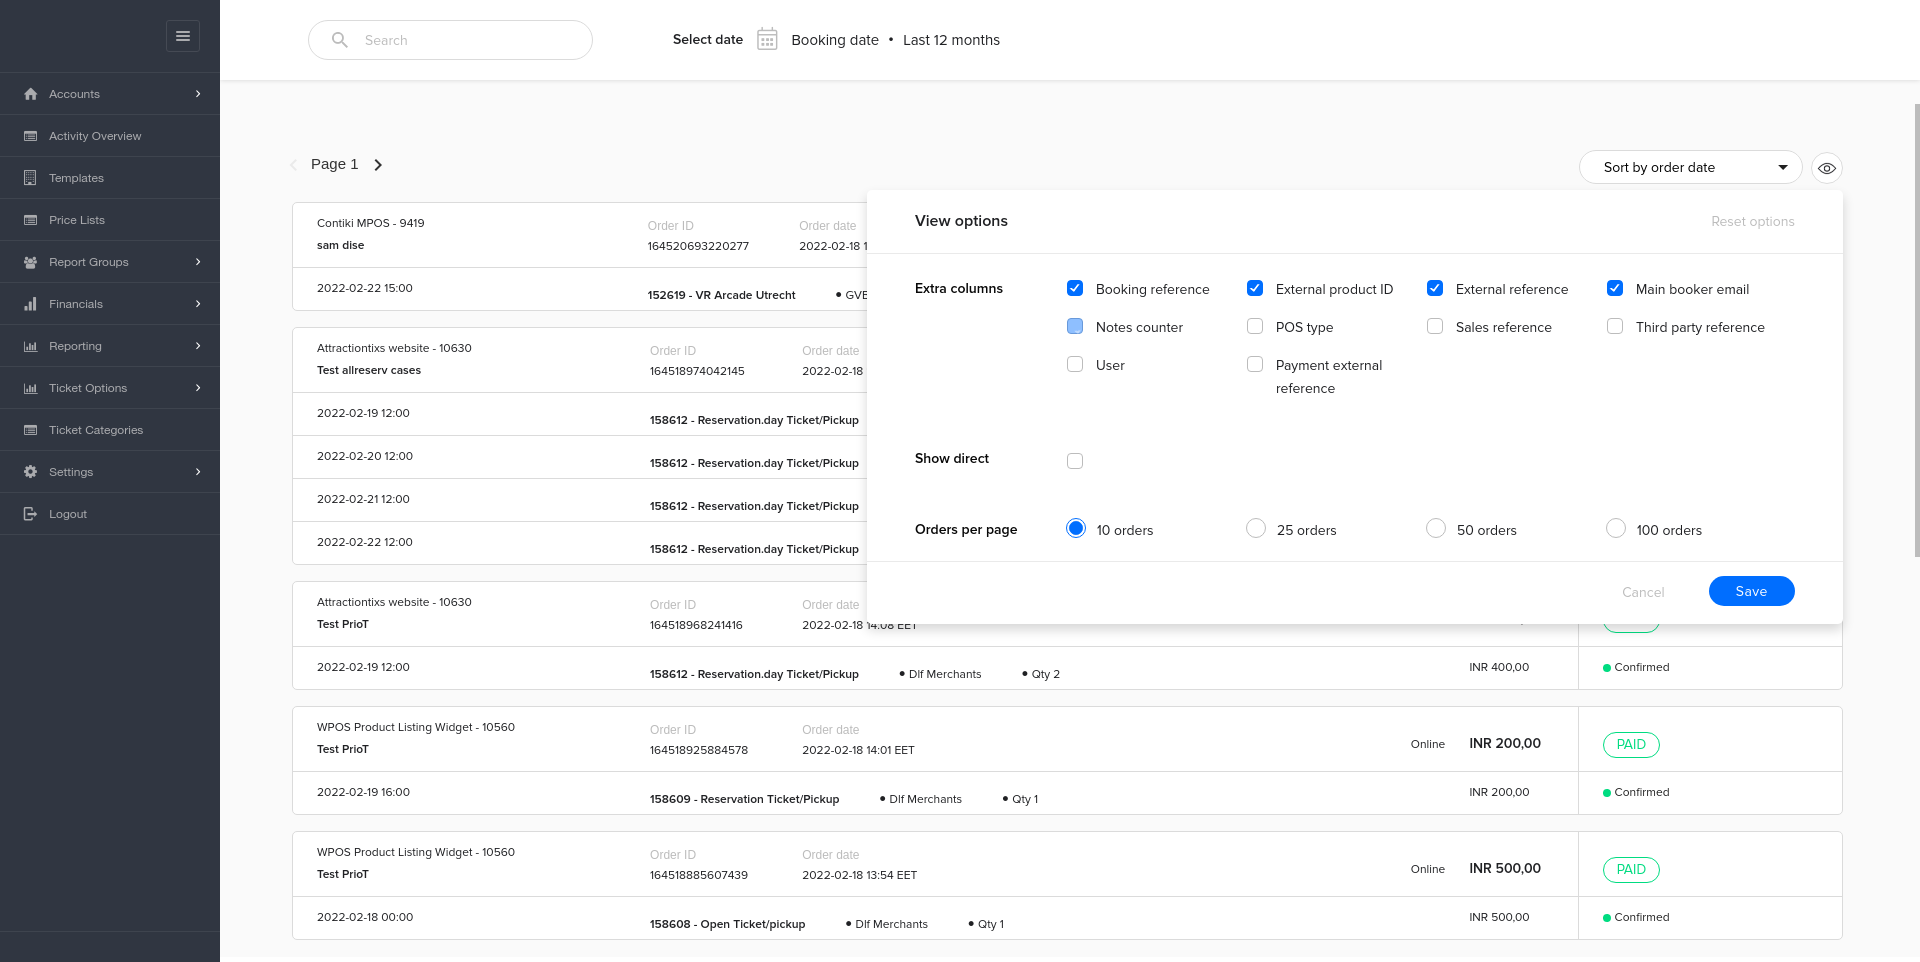 Search
Select date
Booking date • Last 12 months
Accounts
Activity Overview
Templates
Price Lists
Report Groups
Financials
Reporting
Ticket Options
Ticket Categories
Settings
Logout
Page 1
Sort by order date
View options
Reset options
Extra columns
Booking reference
External product ID
External reference
Main booker email
Notes counter
POS type
Sales reference
Third party reference
User
Payment external
reference
Show direct
Orders per page
10 orders
25 orders
50 orders
100 orders
Cancel
Save
Contiki MPOS - 9419
sam dise
Order ID
164520693220277
Order date
2022-02-18 1
2022-02-22 15:00
152619 - VR Arcade Utrecht
• GVE
Attractiontixs website - 10630
Test allreserv cases
Order ID
164518974042145
Order date
2022-02-18
2022-02-19 12:00
158612 - Reservation.day Ticket/Pickup
2022-02-20 12:00
158612 - Reservation.day Ticket/Pickup
2022-02-21 12:00
158612 - Reservation.day Ticket/Pickup
2022-02-22 12:00
158612 - Reservation.day Ticket/Pickup
Attractiontixs website - 10630
Test PrioT
Order ID
164518968241416
Order date
2022-02-18 14:08 EET
2022-02-19 12:00
158612 - Reservation.day Ticket/Pickup
• Dlf Merchants
• Qty 2
INR 400,00
Confirmed
WPOS Product Listing Widget - 10560
Test PrioT
Order ID
164518925884578
Order date
2022-02-18 14:01 EET
Online
INR 200,00
PAID
2022-02-19 16:00
158609 - Reservation Ticket/Pickup
• Dlf Merchants
• Qty 1
INR 200,00
Confirmed
WPOS Product Listing Widget - 10560
Test PrioT
Order ID
164518885607439
Order date
2022-02-18 13:54 EET
Online
INR 500,00
PAID
2022-02-18 00:00
158608 - Open Ticket/pickup
• Dlf Merchants
• Qty 1
INR 500,00
Confirmed